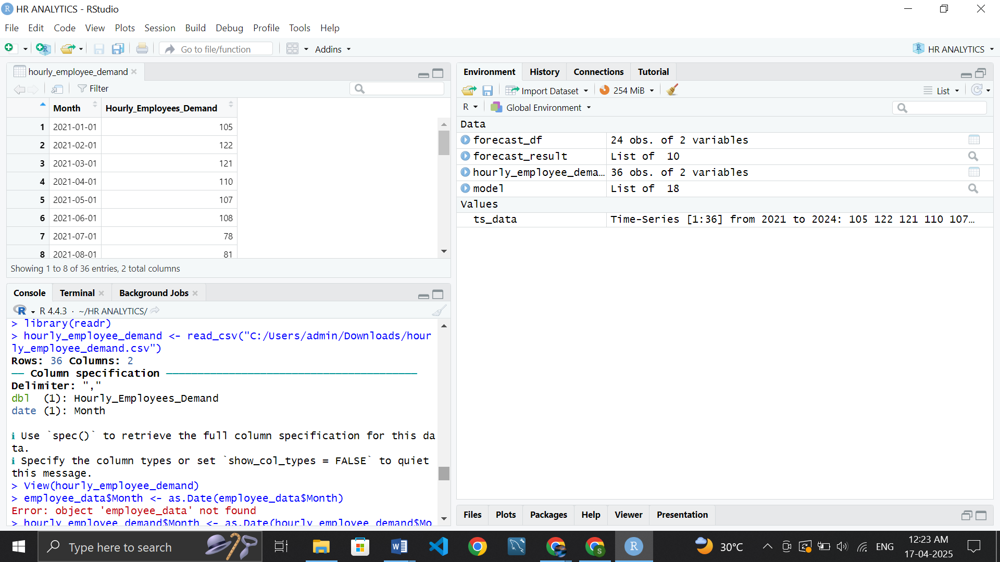 HR ANALYTICS - RStudio
File Edit Code View Plots Session Build Debug Profile Tools Help
Go to file/function
Addins
HR ANALYTICS
hourly_employee_demand
Filter
Month Hourly_Employees_Demand
1 2021-01-01 105
2 2021-02-01 122
3 2021-03-01 121
4 2021-04-01 110
5 2021-05-01 107
6 2021-06-01 108
7 2021-07-01 78
8 2021-08-01 81
Showing 1 to 8 of 36 entries, 2 total columns
Console Terminal Background Jobs
R 4.4.3 · ~/HR ANALYTICS/
> library(readr)
> hourly_employee_demand <- read_csv("C:/Users/admin/Downloads/hour
ly_employee_demand.csv")
Rows: 36 Columns: 2
── Column specification ────────────────────────────────────────
Delimiter: ","
dbl (1): Hourly_Employees_Demand
date (1): Month
ℹ Use `spec()` to retrieve the full column specification for this da
ta.
ℹ Specify the column types or set `show_col_types = FALSE` to quiet
this message.
> View(hourly_employee_demand)
> employee_data$Month <- as.Date(employee_data$Month)
Error: object 'employee_data' not found
> hourly_employee_demand$Month <- as.Date(hourly_employee_demand$Mo
Environment History Connections Tutorial
Import Dataset 254 MiB List
R Global Environment
Data
forecast_df 24 obs. of 2 variables
forecast_result List of 10
hourly_employee_dema… 36 obs. of 2 variables
model List of 18
Values
ts_data Time-Series [1:36] from 2021 to 2024: 105 122 121 110 107…
Files Plots Packages Help Viewer Presentation
Type here to search
30°C
ENG
12:23 AM
17-04-2025